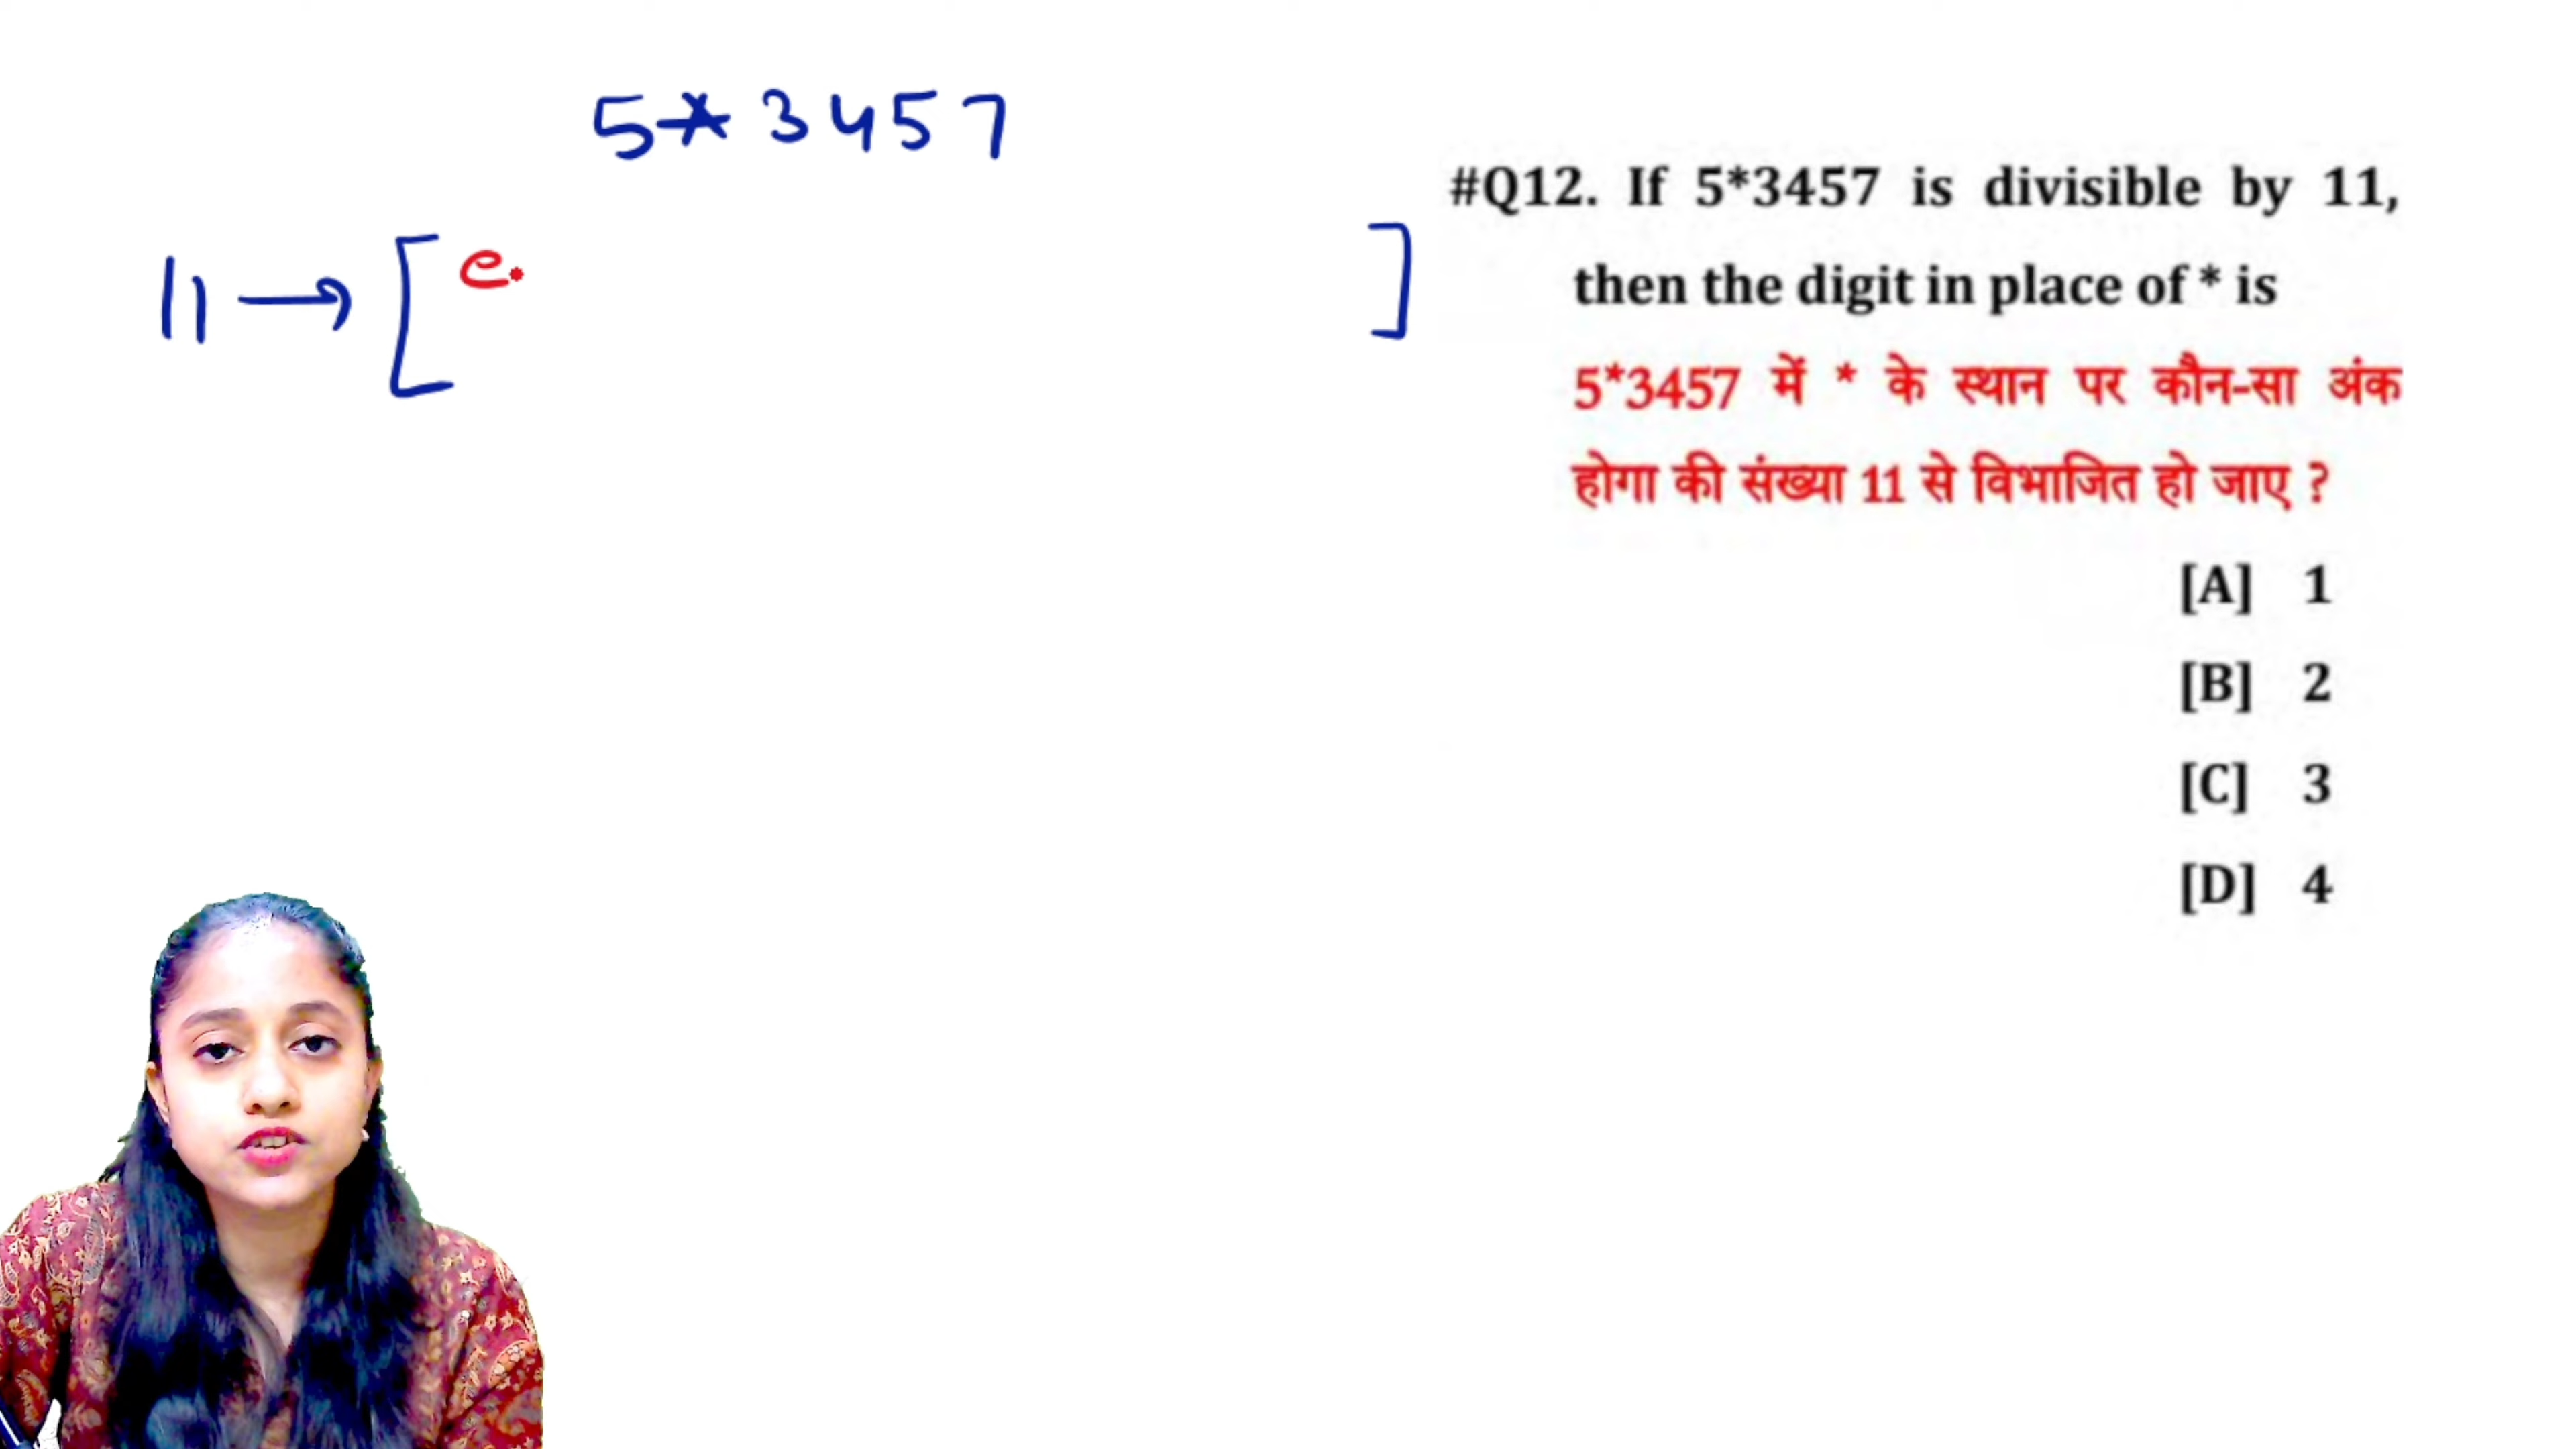 5*3457
11 → [ e. ]
#Q12. If 5*3457 is divisible by 11,
then the digit in place of * is
5*3457 में * के स्थान पर कौन-सा अंक
होगा की संख्या 11 से विभाजित हो जाए ?
[A] 1
[B] 2
[C] 3
[D] 4